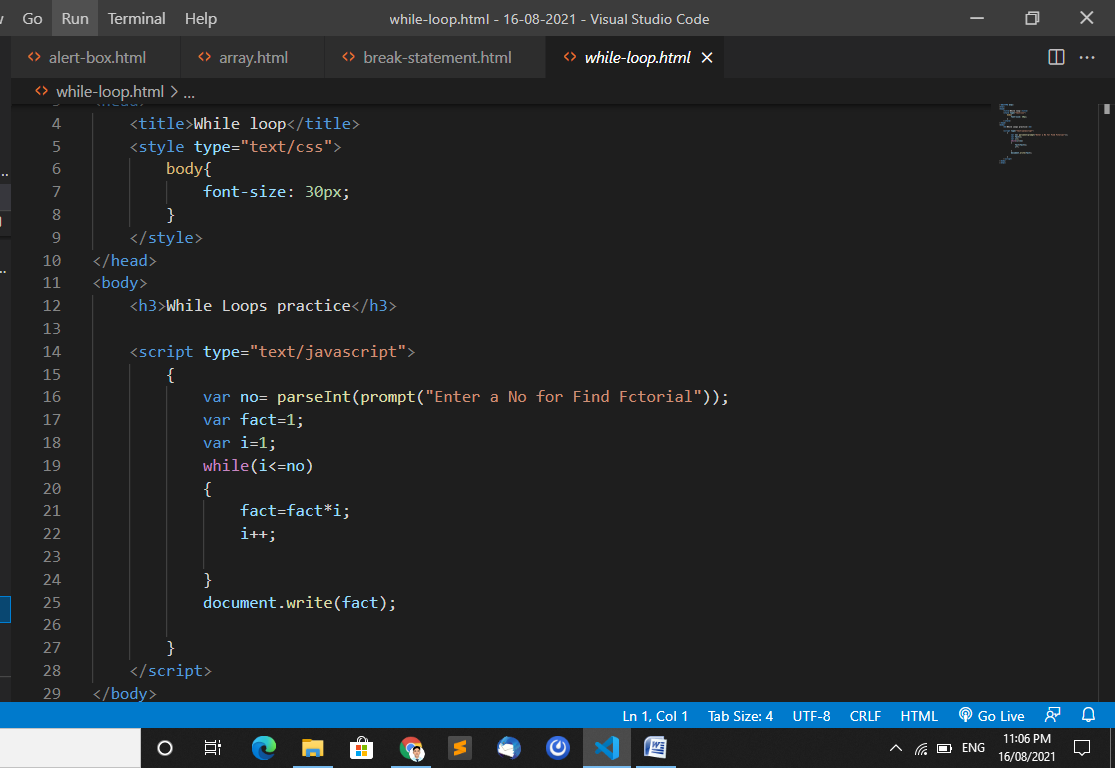 Go Run Terminal Help while-loop.html - 16-08-2021 - Visual Studio Code
alert-box.html array.html break-statement.html while-loop.html
while-loop.html > ...
4 <title>While loop</title>
5 <style type="text/css">
6 body{
7 font-size: 30px;
8 }
9 </style>
10 </head>
11 <body>
12 <h3>While Loops practice</h3>
13
14 <script type="text/javascript">
15 {
16 var no= parseInt(prompt("Enter a No for Find Fctorial"));
17 var fact=1;
18 var i=1;
19 while(i<=no)
20 {
21 fact=fact*i;
22 i++;
23
24 }
25 document.write(fact);
26
27 }
28 </script>
29 </body>
Ln 1, Col 1 Tab Size: 4 UTF-8 CRLF HTML Go Live
ENG 11:06 PM
16/08/2021